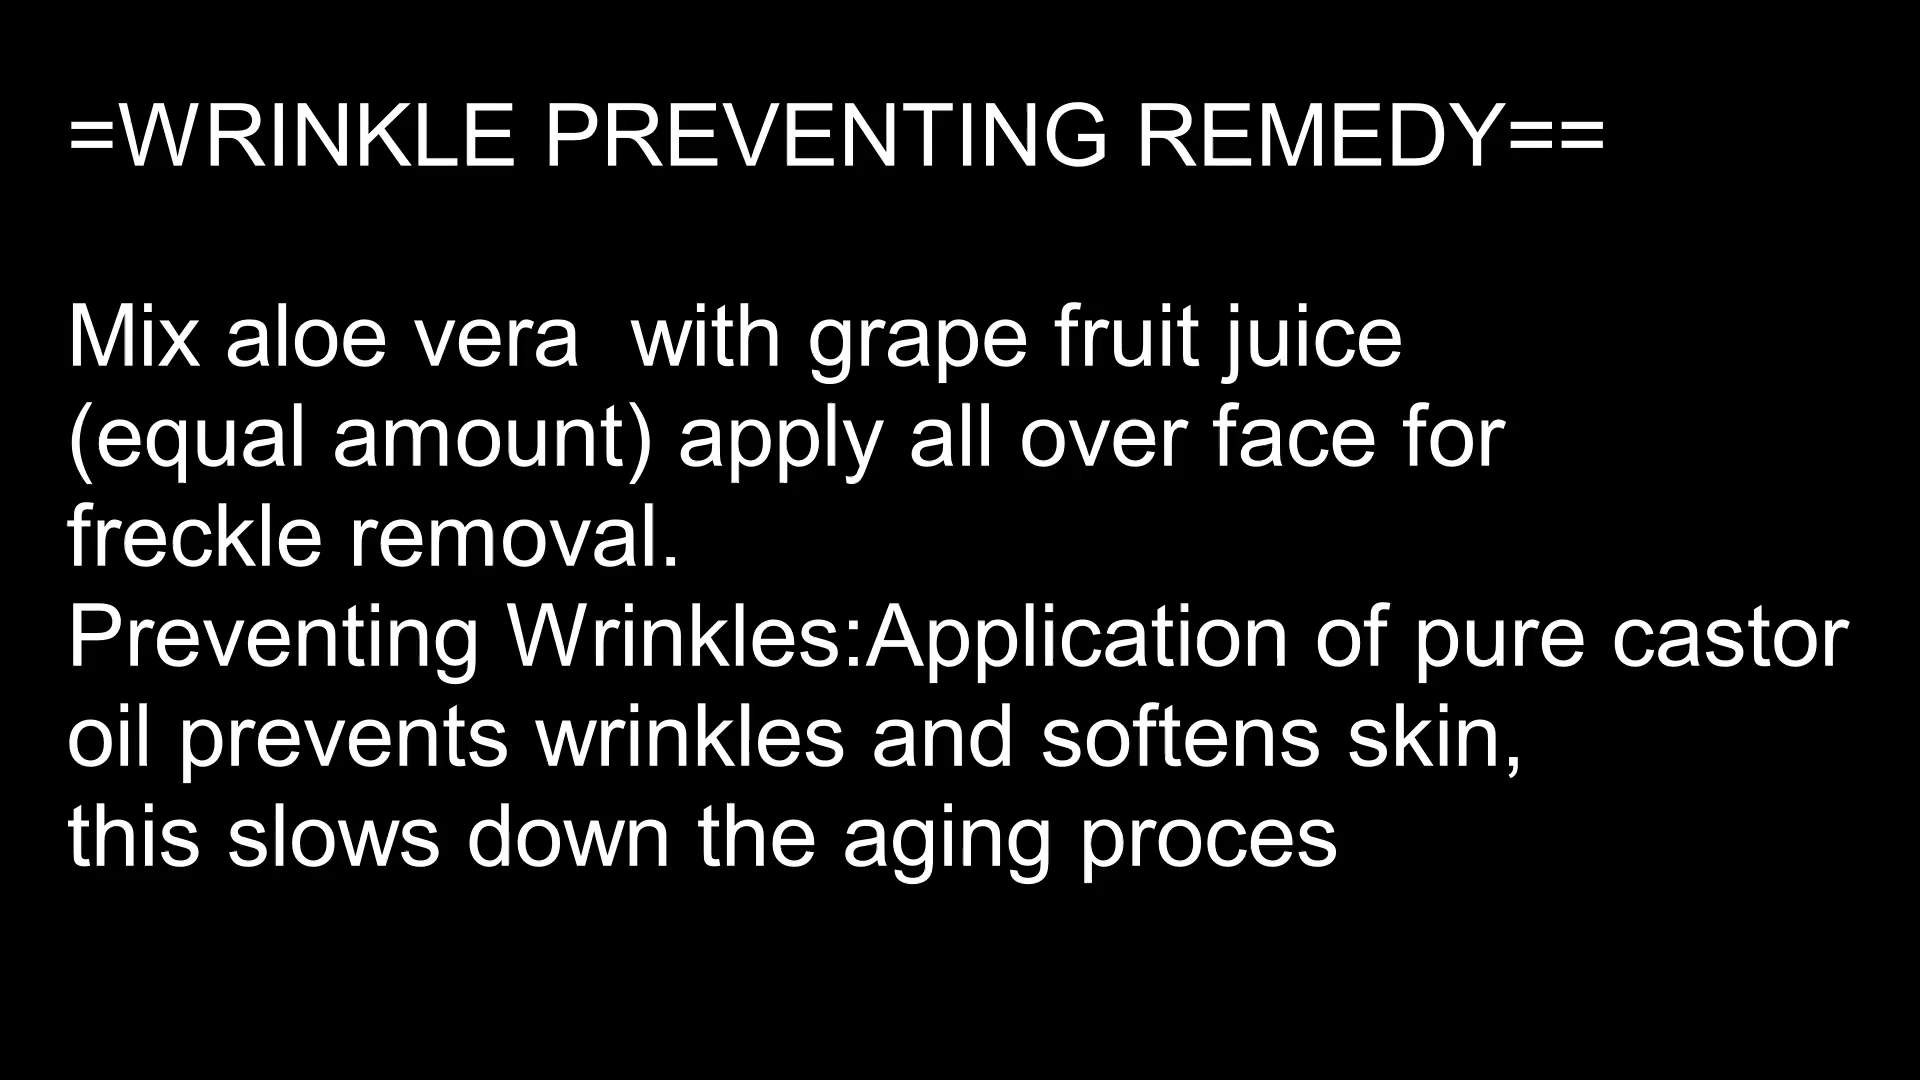 =WRINKLE PREVENTING REMEDY==
Mix aloe vera  with grape fruit juice
(equal amount) apply all over face for
freckle removal.
Preventing Wrinkles:Application of pure castor
oil prevents wrinkles and softens skin,
this slows down the aging proces